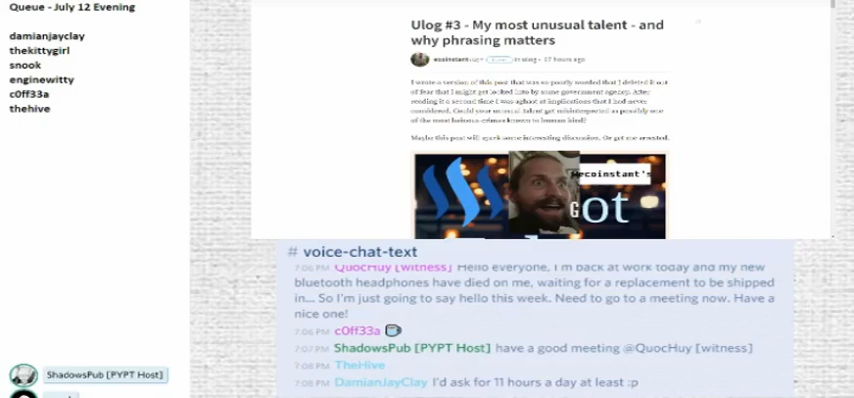 Queue - July 12 Evening
damianjayclay
thekittygirl
snook
enginewitty
c0ff33a
thehive
Ulog #3 - My most unusual talent - and
why phrasing matters
ecoinstant in ulog - 17 hours ago
I wrote a version of this post that was so poorly worded that I deleted it out
of fear that I might get looked into by some government agency. After
reading it a second time I was aghast at implications that I had never
considered. Could your unusual talent get misinterpreted as possibly one
of the most heinous crimes known to human kind?
Maybe this post will spark some interesting discussion. Or get me arrested.
@ecoinstant's
Got
# voice-chat-text
7:06 PM QuocHuy [witness] Hello everyone, I'm back at work today and my new
bluetooth headphones have died on me, waiting for a replacement to be shipped
in... So I'm just going to say hello this week. Need to go to a meeting now. Have a
nice one!
7:06 PM c0ff33a
7:07 PM ShadowsPub [PYPT Host] have a good meeting @QuocHuy [witness]
7:08 PM TheHive
7:08 PM DamianJayClay I'd ask for 11 hours a day at least :p
ShadowsPub [PYPT Host]